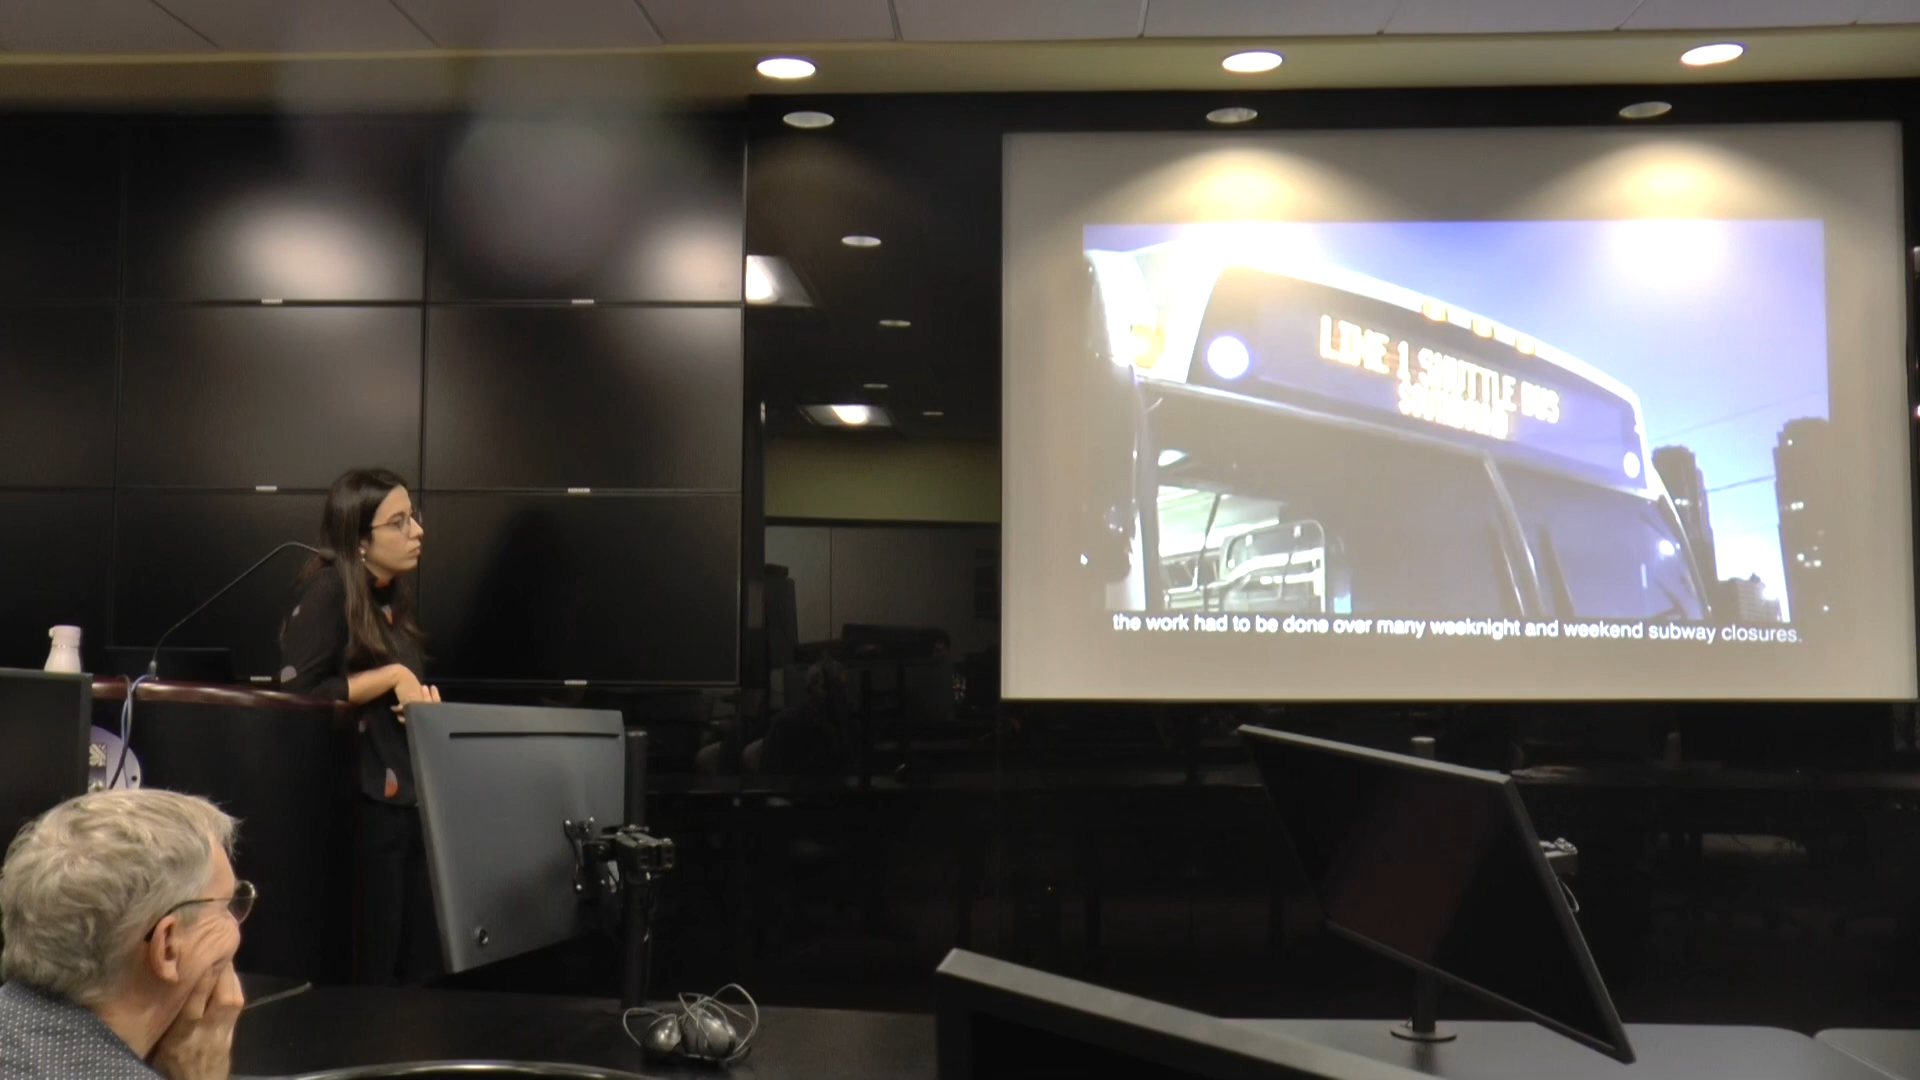 LINE 1 SHUTTLE BUS
the work had to be done over many weeknight and weekend subway closures.